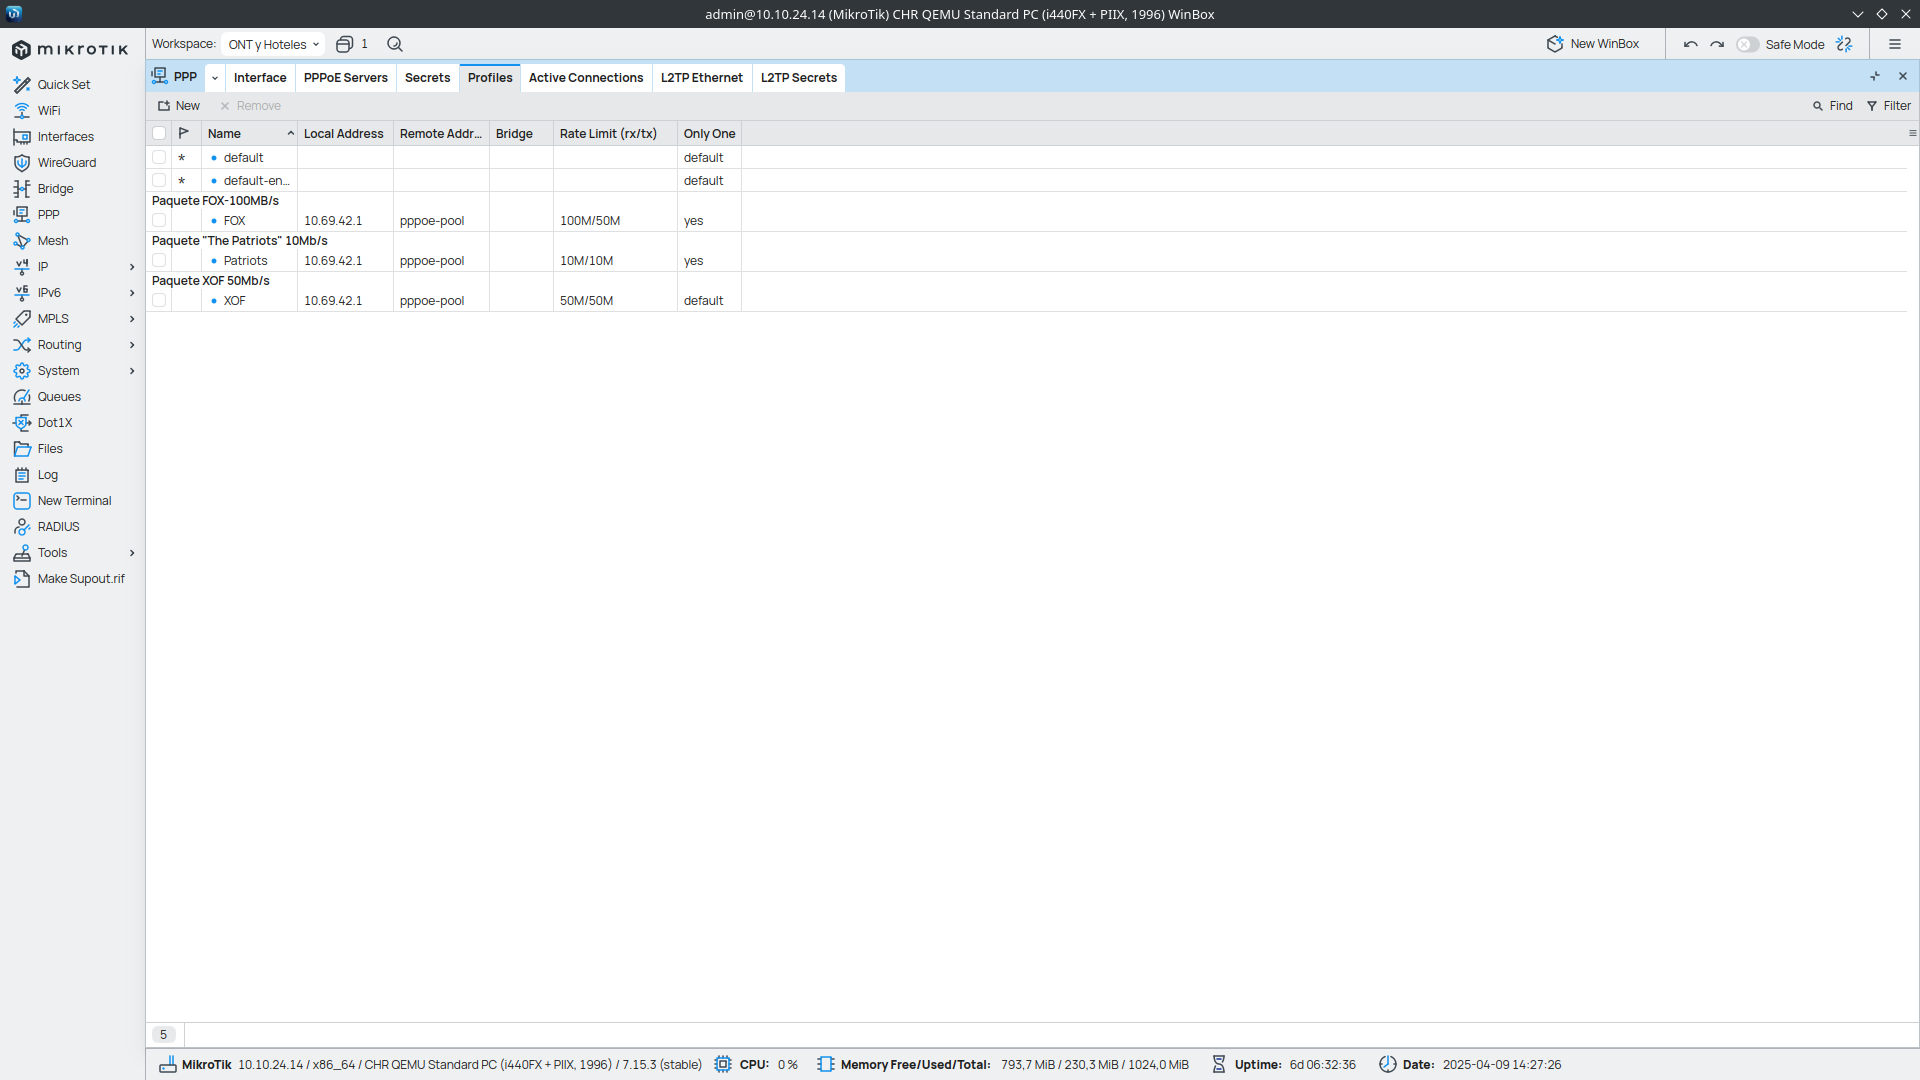 admin@10.10.24.14 (MikroTik) CHR QEMU Standard PC (i440FX + PIIX, 1996) WinBox
MIKROTIK
Workspace: ONT y Hoteles 1 New WinBox Safe Mode
PPP Interface PPPoE Servers Secrets Profiles Active Connections L2TP Ethernet L2TP Secrets
New Remove Find Filter
Name Local Address Remote Addr... Bridge Rate Limit (rx/tx) Only One
* default default
* default-en... default
Paquete FOX-100MB/s
FOX 10.69.42.1 pppoe-pool 100M/50M yes
Paquete "The Patriots" 10Mb/s
Patriots 10.69.42.1 pppoe-pool 10M/10M yes
Paquete XOF 50Mb/s
XOF 10.69.42.1 pppoe-pool 50M/50M default
Quick Set
WiFi
Interfaces
WireGuard
Bridge
PPP
Mesh
IP
IPv6
MPLS
Routing
System
Queues
Dot1X
Files
Log
New Terminal
RADIUS
Tools
Make Supout.rif
5
MikroTik 10.10.24.14 / x86_64 / CHR QEMU Standard PC (i440FX + PIIX, 1996) / 7.15.3 (stable) CPU: 0 % Memory Free/Used/Total: 793,7 MiB / 230,3 MiB / 1024,0 MiB Uptime: 6d 06:32:36 Date: 2025-04-09 14:27:26